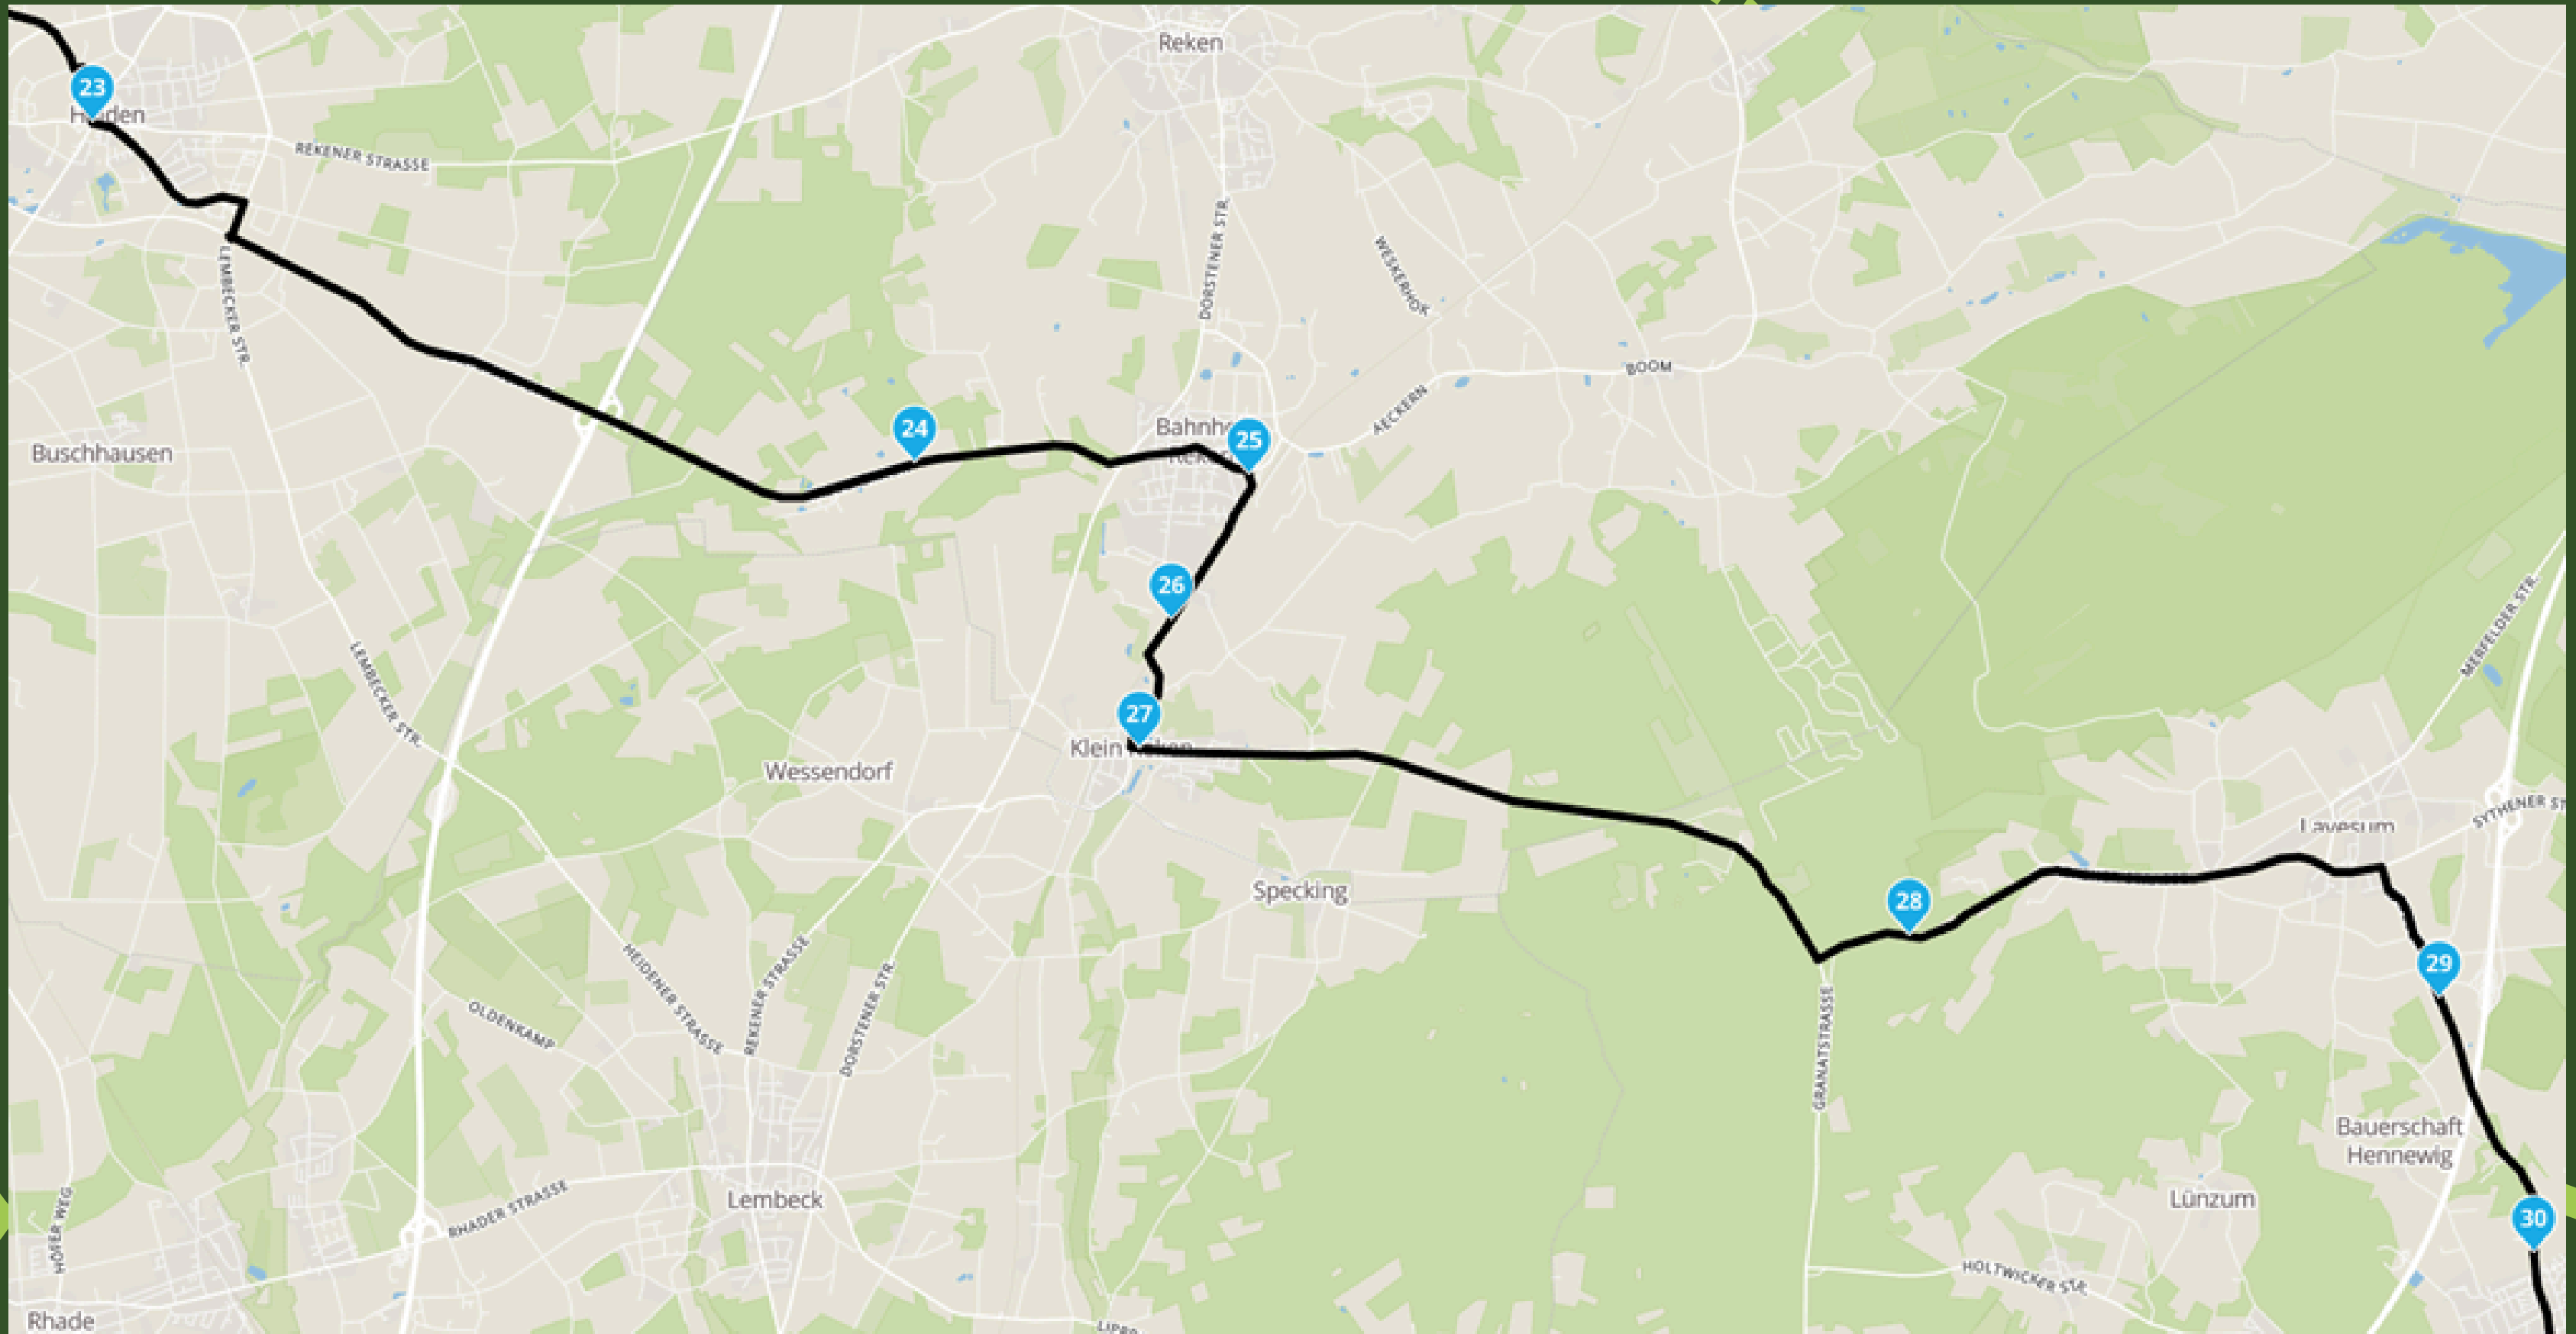 Reken
23
REKENER STRASSE
DORSTENER STR.
WESKERHOK
LEMBECKER STR.
BOOM
AECKERN
24
25
Buschhausen
26
MERFELDER STR.
LEMBECKER STR.
27
Klein
Wessendorf
SYTHENER ST
Lavesum
Specking
28
29
HEIDENER STRASSE
REKENER STRASSE
DORSTENER STR.
OLDENKAMP
GRANATSTRASSE
Bauerschaft
Hennewig
HÖFER WEG
RHADER STRASSE
Lembeck
Lünzum
30
HOLTWICKER STR.
Rhade